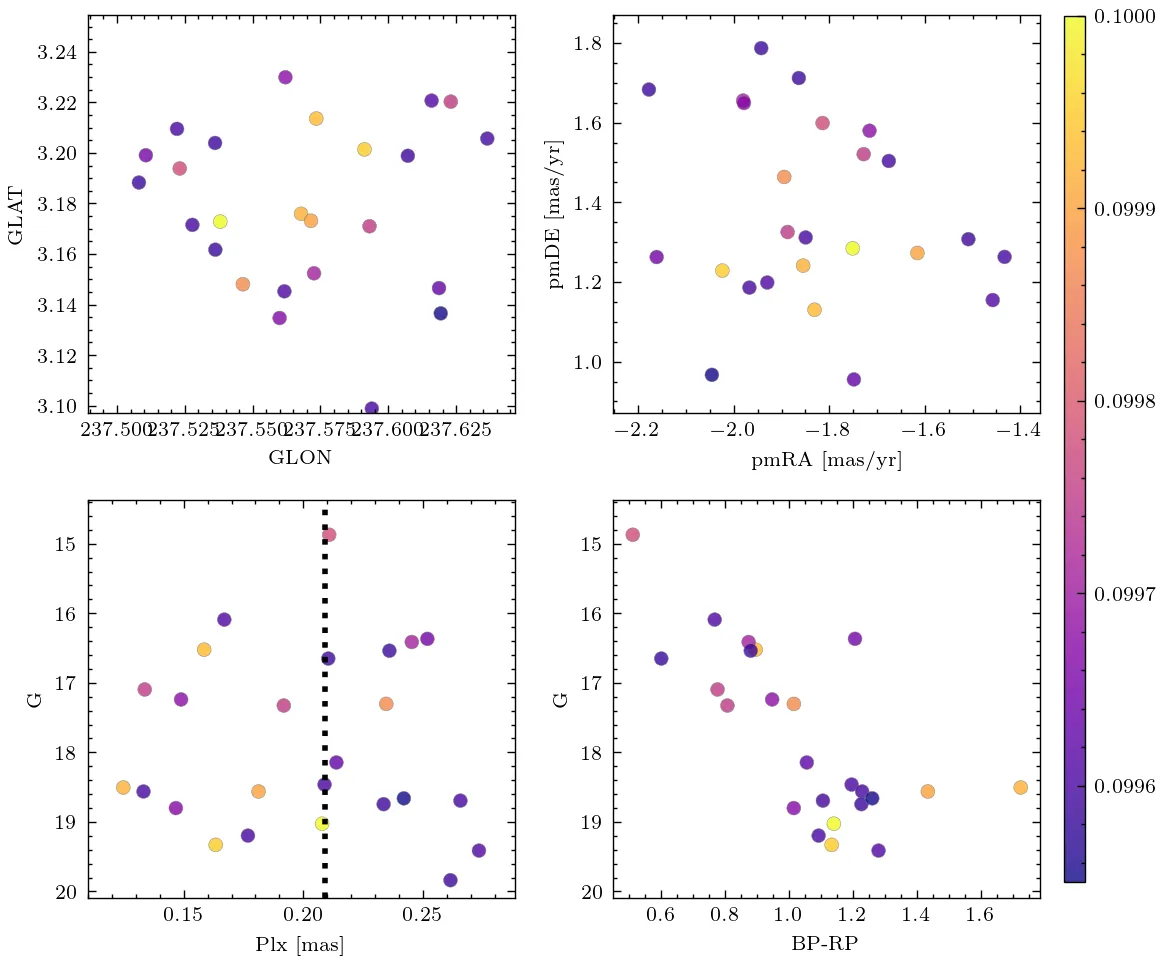 3.24
3.22
3.20
3.18
3.16
3.14
3.12
3.10
GLAT
237.500 237.525 237.550 237.575 237.600 237.625
GLON
1.8
1.6
1.4
1.2
1.0
pmDE [mas/yr]
−2.2 −2.0 −1.8 −1.6 −1.4
pmRA [mas/yr]
15
16
17
18
19
20
G
0.15 0.20 0.25
Plx [mas]
15
16
17
18
19
20
G
0.6 0.8 1.0 1.2 1.4 1.6
BP-RP
0.1000
0.0999
0.0998
0.0997
0.0996